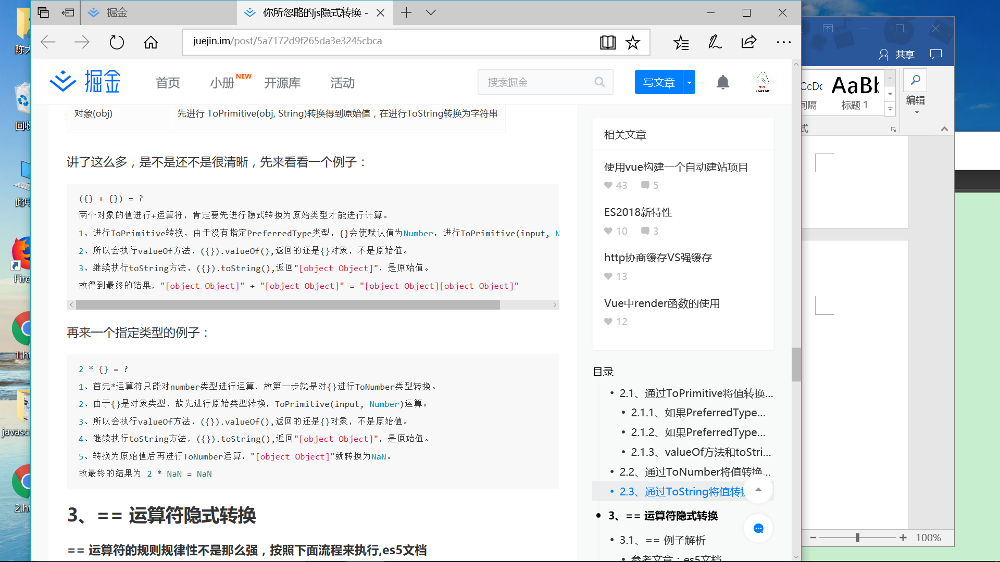 掘金
你所忽略的js隐式转换 -
juejin.im/post/5a7172d9f265da3e3245cbca
掘金
首页
小册
NEW
开源库
活动
搜索掘金
写文章
对象(obj)
先进行 ToPrimitive(obj, String)转换得到原始值，在进行ToString转换为字符串
讲了这么多，是不是还不是很清晰，先来看看一个例子：
({} + {}) = ?
两个对象的值进行+运算符，肯定要先进行隐式转换为原始类型才能进行计算。
1、进行ToPrimitive转换，由于没有指定PreferredType类型，{}会使默认值为Number，进行ToPrimitive(input, N
2、所以会执行valueOf方法，({}).valueOf(),返回的还是{}对象，不是原始值。
3、继续执行toString方法，({}).toString(),返回"[object Object]"，是原始值。
故得到最终的结果，"[object Object]" + "[object Object]" = "[object Object][object Object]"
再来一个指定类型的例子：
2 * {} = ?
1、首先*运算符只能对number类型进行运算，故第一步就是对{}进行ToNumber类型转换。
2、由于{}是对象类型，故先进行原始类型转换，ToPrimitive(input, Number)运算。
3、所以会执行valueOf方法，({}).valueOf(),返回的还是{}对象，不是原始值。
4、继续执行toString方法，({}).toString(),返回"[object Object]"，是原始值。
5、转换为原始值后再进行ToNumber运算，"[object Object]"就转换为NaN。
故最终的结果为 2 * NaN = NaN
3、== 运算符隐式转换
== 运算符的规则规律性不是那么强，按照下面流程来执行,es5文档
相关文章
使用vue构建一个自动建站项目
43 5
ES2018新特性
10 3
http协商缓存VS强缓存
13
Vue中render函数的使用
12
目录
• 2.1、通过ToPrimitive将值转换...
• 2.1.1、如果PreferredType...
• 2.1.2、如果PreferredType...
• 2.1.3、valueOf方法和toStri...
• 2.2、通过ToNumber将值转换...
• 2.3、通过ToString将值转换
• 3、== 运算符隐式转换
• 3.1、== 例子解析
• 参考文章：es5文档
共享
CcDc
AaBb
间隔
标题 1
编辑
式
100%
陈大
回收
此电
Fire
1.ht
javasc
2.ht